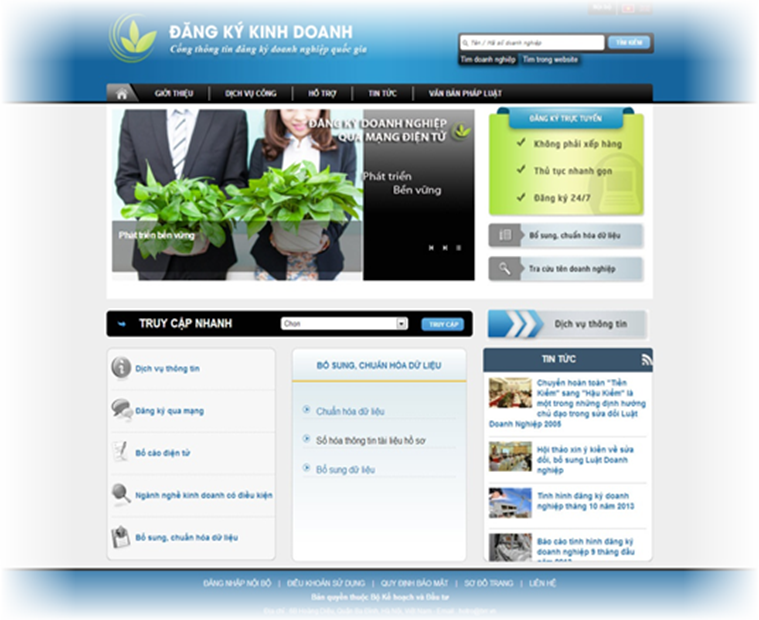 ĐĂNG KÝ KINH DOANH
Cổng thông tin đăng ký doanh nghiệp quốc gia
Tên / Mã số doanh nghiệp
TÌM KIẾM
Tìm doanh nghiệp
Tìm trong website
GIỚI THIỆU
DỊCH VỤ CÔNG
HỖ TRỢ
TIN TỨC
VĂN BẢN PHÁP LUẬT
ĐĂNG KÝ DOANH NGHIỆP
QUA MẠNG ĐIỆN TỬ
Phát triển
Bền vững
Phát triển bền vững
ĐĂNG KÝ TRỰC TUYẾN
Không phải xếp hàng
Thủ tục nhanh gọn
Đăng ký 24/7
Bổ sung, chuẩn hóa dữ liệu
Tra cứu tên doanh nghiệp
TRUY CẬP NHANH
Chọn
TRUY CẬP
Dịch vụ thông tin
Dịch vụ thông tin
Đăng ký qua mạng
Bố cáo điện tử
Ngành nghề kinh doanh có điều kiện
Bổ sung, chuẩn hóa dữ liệu
BỔ SUNG, CHUẨN HÓA DỮ LIỆU
Chuẩn hóa dữ liệu
Số hóa thông tin tài liệu hồ sơ
Bổ sung dữ liệu
TIN TỨC
Chuyển hoàn toàn "Tiền
Kiểm" sang "Hậu Kiểm" là
một trong những định hướng
chủ đạo trong sửa đổi Luật
Doanh Nghiệp 2005
Hội thảo xin ý kiến về sửa
đổi, bổ sung Luật Doanh
nghiệp
Tình hình đăng ký doanh
nghiệp tháng 10 năm 2013
Báo cáo tình hình đăng ký
doanh nghiệp 9 tháng đầu
năm 2013
ĐĂNG NHẬP NỘI BỘ | ĐIỀU KHOẢN SỬ DỤNG | QUY ĐỊNH BẢO MẬT | SƠ ĐỒ TRANG | LIÊN HỆ
Bản quyền thuộc Bộ Kế hoạch và Đầu tư